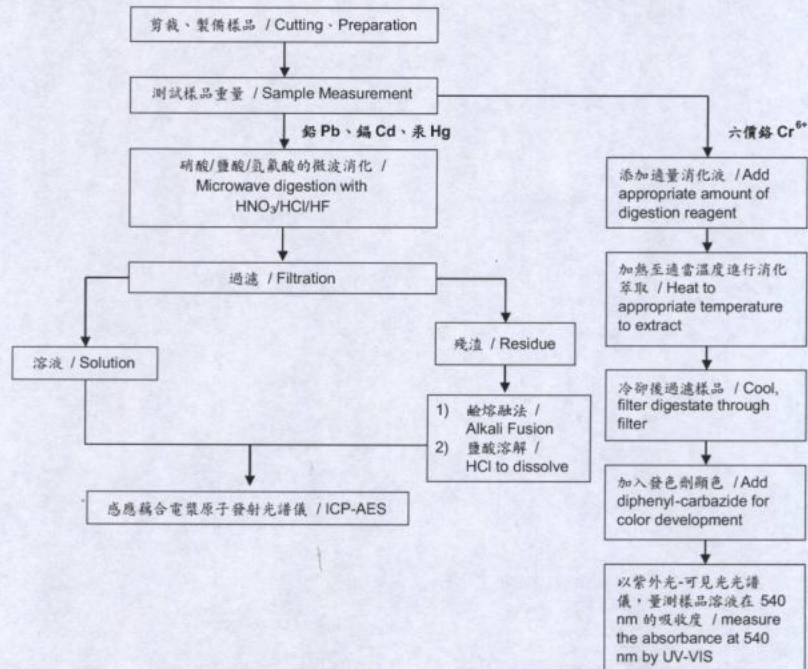 剪裁、製備樣品 / Cutting、Preparation
測試樣品重量 / Sample Measurement
鉛 Pb、鎘 Cd、汞 Hg
六價鉻 Cr⁶⁺
硝酸/鹽酸/氫氟酸的微波消化 /
Microwave digestion with
HNO₃/HCl/HF
過濾 / Filtration
溶液 / Solution
殘渣 / Residue
1) 鹼熔融法 /
Alkali Fusion
2) 鹽酸溶解 /
HCl to dissolve
感應藕合電漿原子發射光譜儀 / ICP-AES
添加適量消化液 / Add
appropriate amount of
digestion reagent
加熱至適當溫度進行消化
萃取 / Heat to
appropriate temperature
to extract
冷卻後過濾樣品 / Cool,
filter digestate through
filter
加入發色劑顯色 / Add
diphenyl-carbazide for
color development
以紫外光-可見光光譜
儀，量測樣品溶液在 540
nm 的吸收度 / measure
the absorbance at 540
nm by UV-VIS